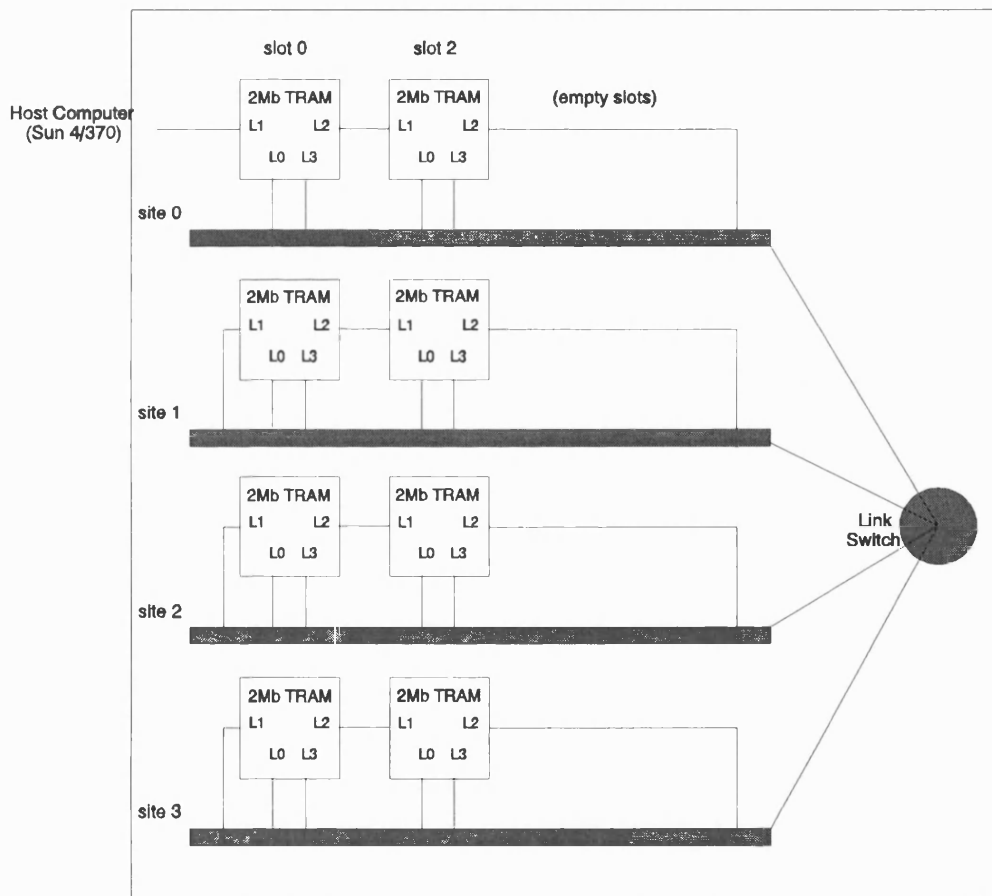 slot 0 slot 2
2Mb TRAM 2Mb TRAM (empty slots)
Host Computer
(Sun 4/370)
L1 L2 L1 L2
L0 L3 L0 L3
site 0
2Mb TRAM 2Mb TRAM
L1 L2 L1 L2
L0 L3 L0 L3
site 1
2Mb TRAM 2Mb TRAM
L1 L2 L1 L2
Link
Switch
L0 L3 L0 L3
site 2
2Mb TRAM 2Mb TRAM
L1 L2 L1 L2
L0 L3 L0 L3
site 3